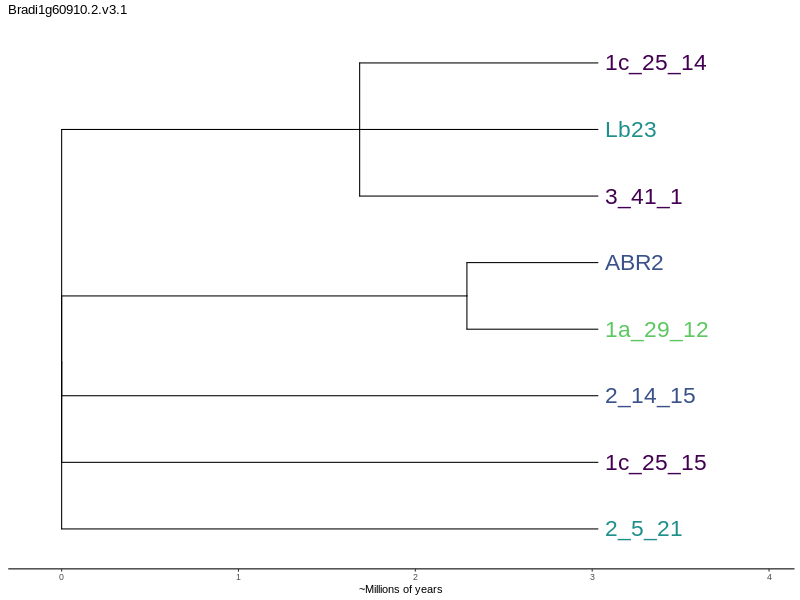 Bradi1g60910.2.v3.1
1c_25_14
Lb23
3_41_1
ABR2
1a_29_12
2_14_15
1c_25_15
2_5_21
0 1 2 3 4
~Millions of years